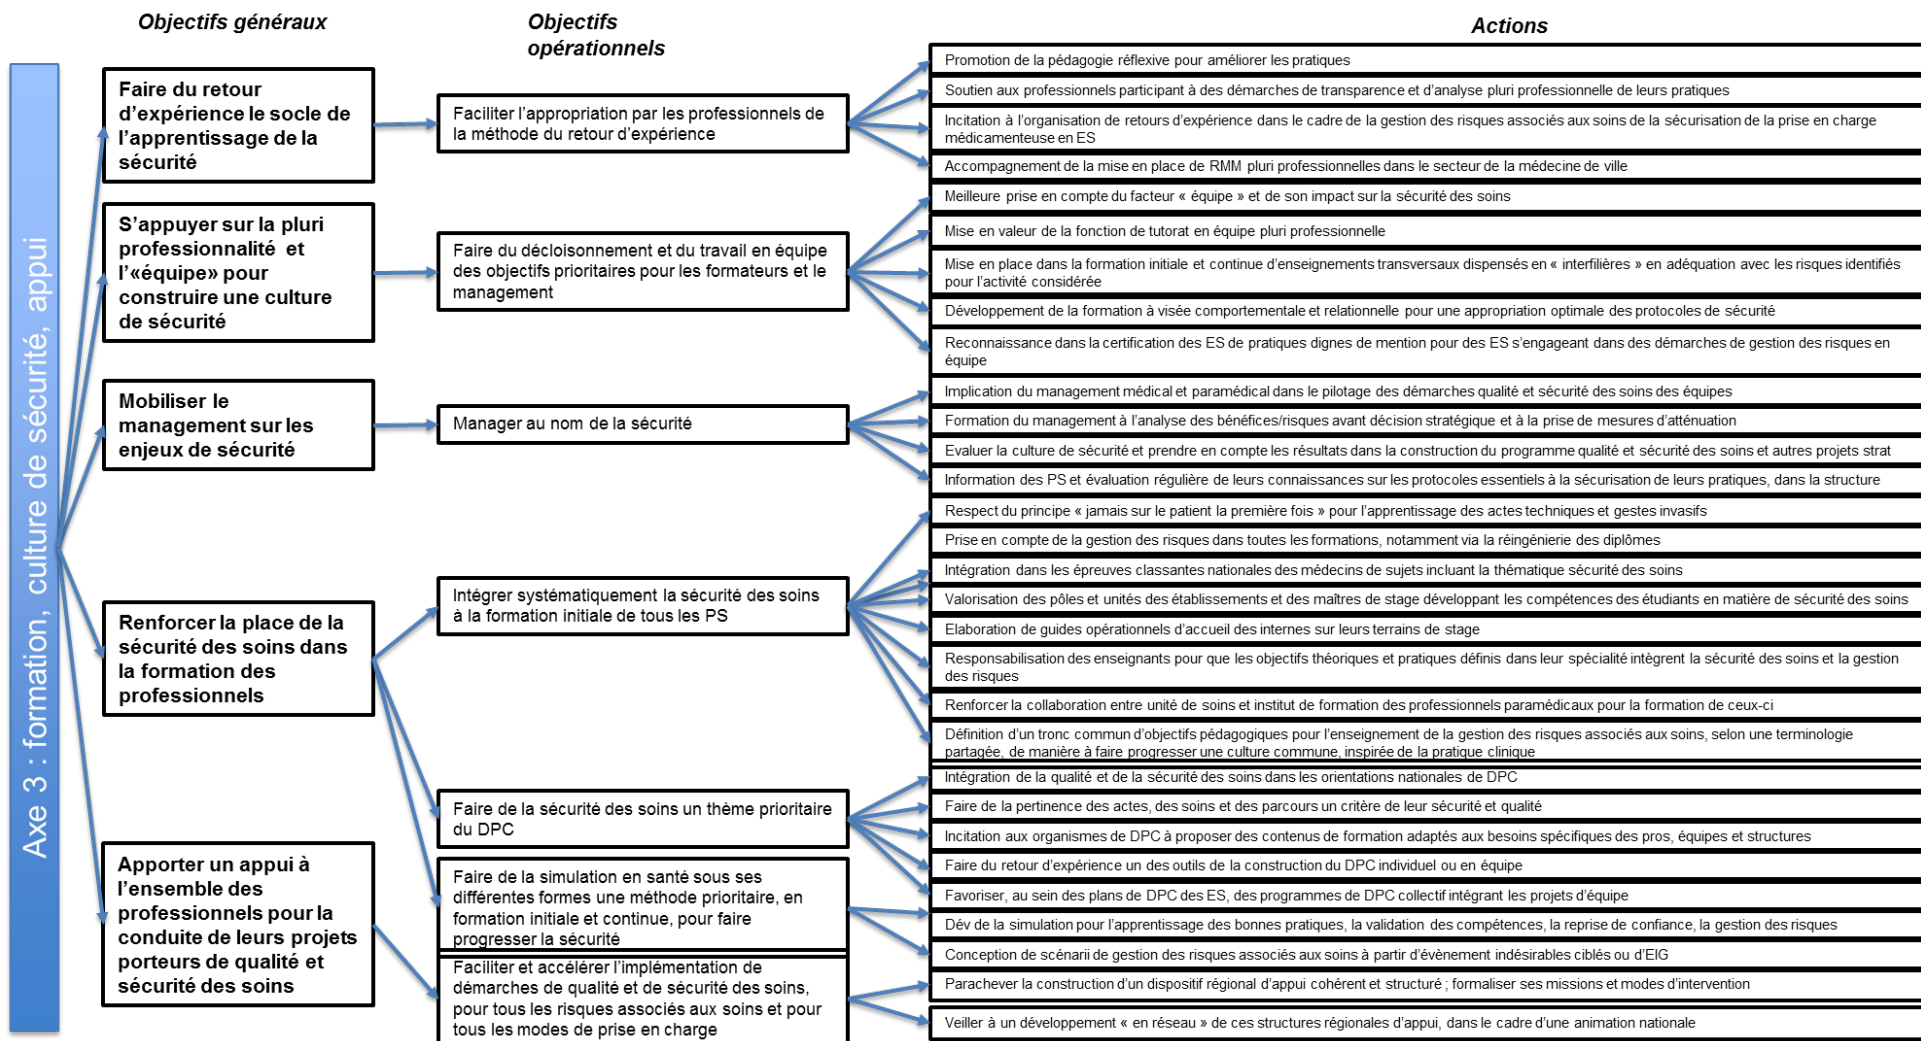 Objectifs généraux
Objectifs
opérationnels
Actions
Axe 3 : formation, culture de sécurité, appui
Faire du retour
d’expérience le socle de
l’apprentissage de la
sécurité
Faciliter l’appropriation par les professionnels de
la méthode du retour d’expérience
Promotion de la pédagogie réflexive pour améliorer les pratiques
Soutien aux professionnels participant à des démarches de transparence et d’analyse pluri professionnelle de leurs pratiques
Incitation à l’organisation de retours d’expérience dans le cadre de la gestion des risques associés aux soins de la sécurisation de la prise en charge
médicamenteuse en ES
Accompagnement de la mise en place de RMM pluri professionnelles dans le secteur de la médecine de ville
S’appuyer sur la pluri
professionnalité et
l’«équipe» pour
construire une culture
de sécurité
Faire du décloisonnement et du travail en équipe
des objectifs prioritaires pour les formateurs et le
management
Meilleure prise en compte du facteur « équipe » et de son impact sur la sécurité des soins
Mise en valeur de la fonction de tutorat en équipe pluri professionnelle
Mise en place dans la formation initiale et continue d’enseignements transversaux dispensés en « interfilières » en adéquation avec les risques identifiés
pour l’activité considérée
Développement de la formation à visée comportementale et relationnelle pour une appropriation optimale des protocoles de sécurité
Reconnaissance dans la certification des ES de pratiques dignes de mention pour des ES s’engageant dans des démarches de gestion des risques en
équipe
Mobiliser le
management sur les
enjeux de sécurité
Manager au nom de la sécurité
Implication du management médical et paramédical dans le pilotage des démarches qualité et sécurité des soins des équipes
Formation du management à l’analyse des bénéfices/risques avant décision stratégique et à la prise de mesures d’atténuation
Evaluer la culture de sécurité et prendre en compte les résultats dans la construction du programme qualité et sécurité des soins et autres projets strat
Information des PS et évaluation régulière de leurs connaissances sur les protocoles essentiels à la sécurisation de leurs pratiques, dans la structure
Renforcer la place de la
sécurité des soins dans
la formation des
professionnels
Intégrer systématiquement la sécurité des soins
à la formation initiale de tous les PS
Respect du principe « jamais sur le patient la première fois » pour l’apprentissage des actes techniques et gestes invasifs
Prise en compte de la gestion des risques dans toutes les formations, notamment via la réingénierie des diplômes
Intégration dans les épreuves classantes nationales des médecins de sujets incluant la thématique sécurité des soins
Valorisation des pôles et unités des établissements et des maîtres de stage développant les compétences des étudiants en matière de sécurité des soins
Elaboration de guides opérationnels d’accueil des internes sur leurs terrains de stage
Responsabilisation des enseignants pour que les objectifs théoriques et pratiques définis dans leur spécialité intègrent la sécurité des soins et la gestion
des risques
Renforcer la collaboration entre unité de soins et institut de formation des professionnels paramédicaux pour la formation de ceux-ci
Définition d’un tronc commun d’objectifs pédagogiques pour l’enseignement de la gestion des risques associés aux soins, selon une terminologie
partagée, de manière à faire progresser une culture commune, inspirée de la pratique clinique
Faire de la sécurité des soins un thème prioritaire
du DPC
Intégration de la qualité et de la sécurité des soins dans les orientations nationales de DPC
Faire de la pertinence des actes, des soins et des parcours un critère de leur sécurité et qualité
Incitation aux organismes de DPC à proposer des contenus de formation adaptés aux besoins spécifiques des pros, équipes et structures
Faire du retour d’expérience un des outils de la construction du DPC individuel ou en équipe
Favoriser, au sein des plans de DPC des ES, des programmes de DPC collectif intégrant les projets d’équipe
Faire de la simulation en santé sous ses
différentes formes une méthode prioritaire, en
formation initiale et continue, pour faire
progresser la sécurité
Dév de la simulation pour l’apprentissage des bonnes pratiques, la validation des compétences, la reprise de confiance, la gestion des risques
Conception de scénarii de gestion des risques associés aux soins à partir d’évènement indésirables ciblés ou d’EIG
Apporter un appui à
l’ensemble des
professionnels pour la
conduite de leurs projets
porteurs de qualité et
sécurité des soins
Faciliter et accélérer l’implémentation de
démarches de qualité et de sécurité des soins,
pour tous les risques associés aux soins et pour
tous les modes de prise en charge
Parachever la construction d’un dispositif régional d’appui cohérent et structuré ; formaliser ses missions et modes d’intervention
Veiller à un développement « en réseau » de ces structures régionales d’appui, dans le cadre d’une animation nationale